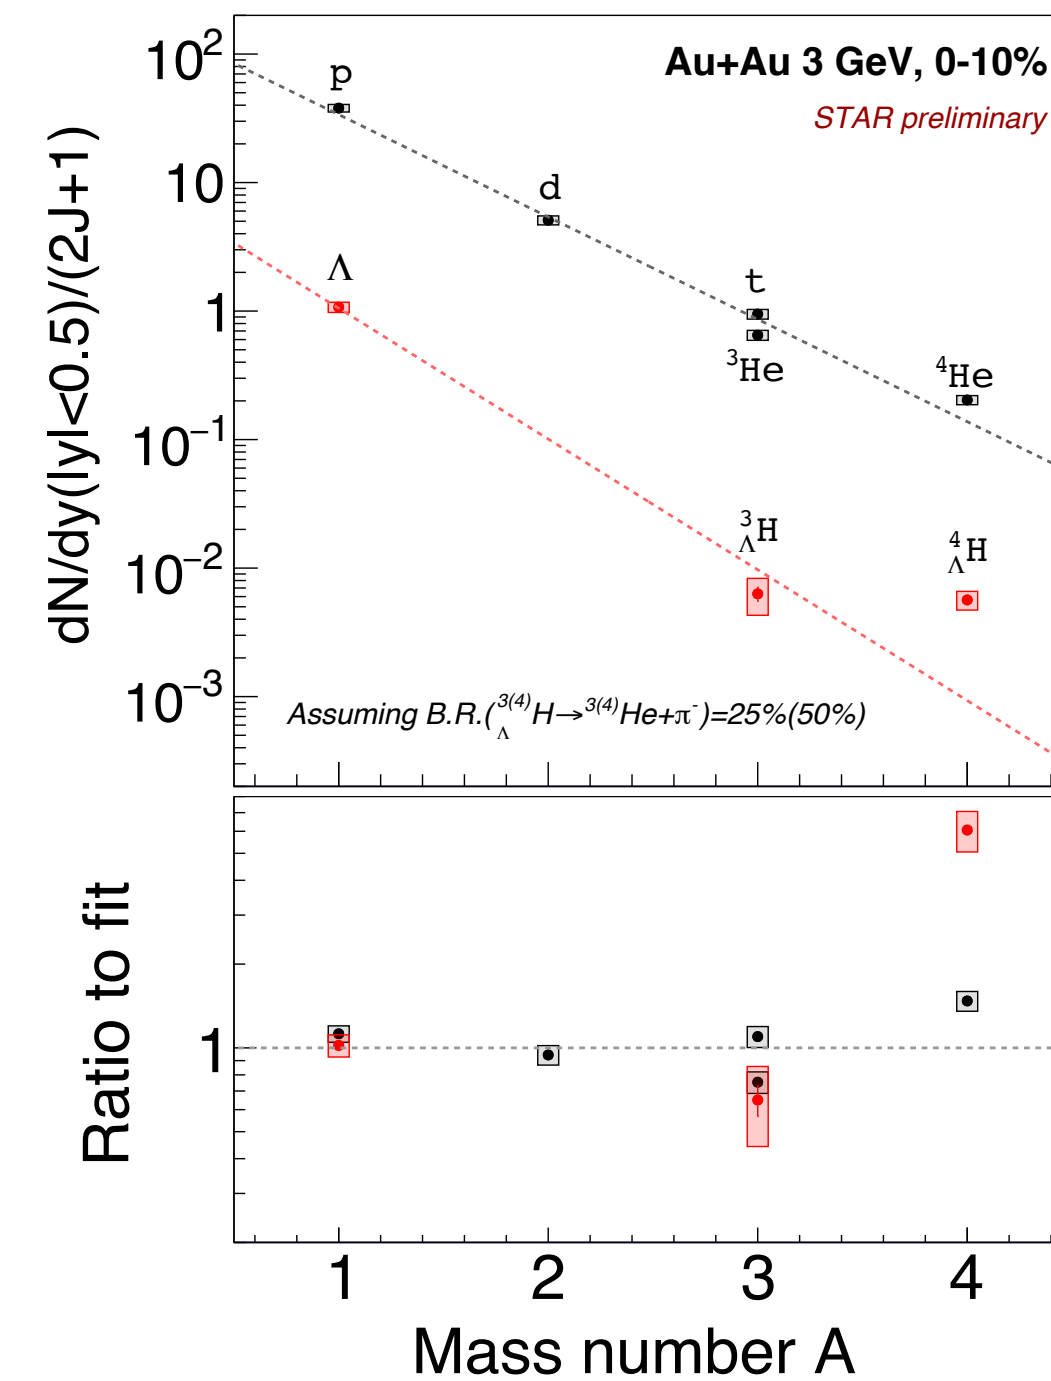 Au+Au 3 GeV, 0-10%
STAR preliminary
dN/dy(|y|<0.5)/(2J+1)
10²
10
1
10⁻¹
10⁻²
10⁻³
p
d
t
³He
⁴He
Λ
³ΛH
⁴ΛH
Assuming B.R.(³⁽⁴⁾ΛH→³⁽⁴⁾He+π⁻)=25%(50%)
Ratio to fit
1
1 2 3 4
Mass number A